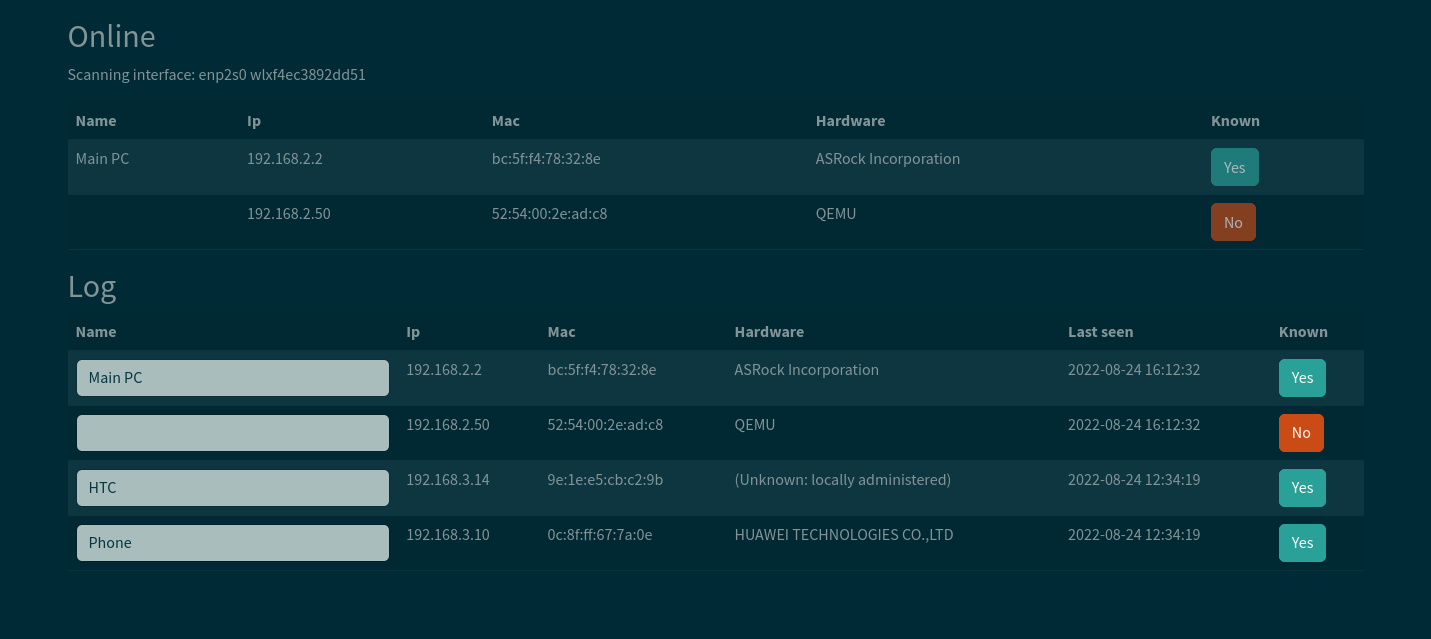 Online
Scanning interface: enp2s0 wlxf4ec3892dd51
Name Ip Mac Hardware Known
Main PC 192.168.2.2 bc:5f:f4:78:32:8e ASRock Incorporation Yes
192.168.2.50 52:54:00:2e:ad:c8 QEMU No
Log
Name Ip Mac Hardware Last seen Known
Main PC 192.168.2.2 bc:5f:f4:78:32:8e ASRock Incorporation 2022-08-24 16:12:32 Yes
192.168.2.50 52:54:00:2e:ad:c8 QEMU 2022-08-24 16:12:32 No
HTC 192.168.3.14 9e:1e:e5:cb:c2:9b (Unknown: locally administered) 2022-08-24 12:34:19 Yes
Phone 192.168.3.10 0c:8f:ff:67:7a:0e HUAWEI TECHNOLOGIES CO.,LTD 2022-08-24 12:34:19 Yes